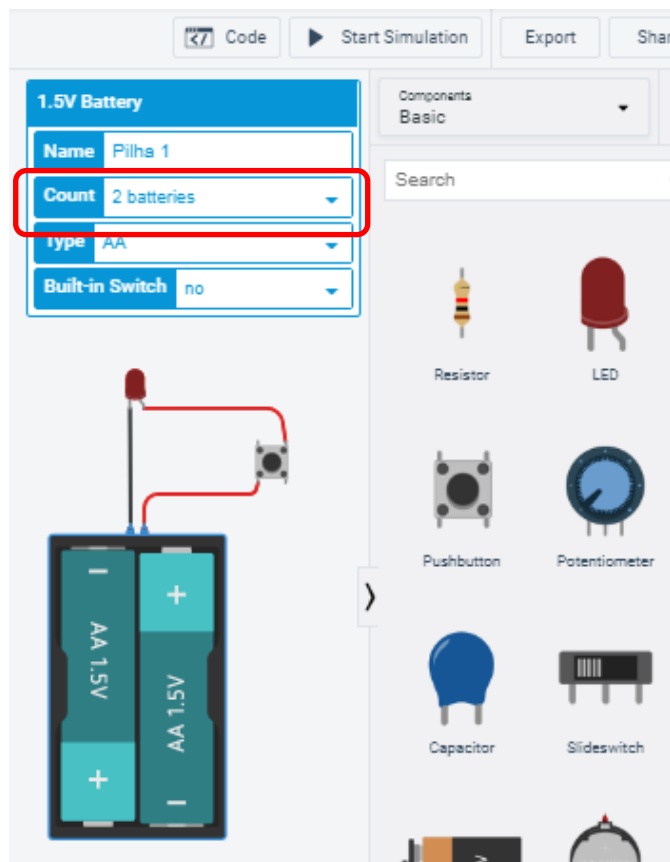 Code
Start Simulation
Export
Shar
1.5V Battery
Name Pilha 1
Count 2 batteries
Type AA
Built-in Switch no
Components
Basic
Search
Resistor
LED
Pushbutton
Potentiometer
Capacitor
Slideswitch
AA 1.5V
AA 1.5V